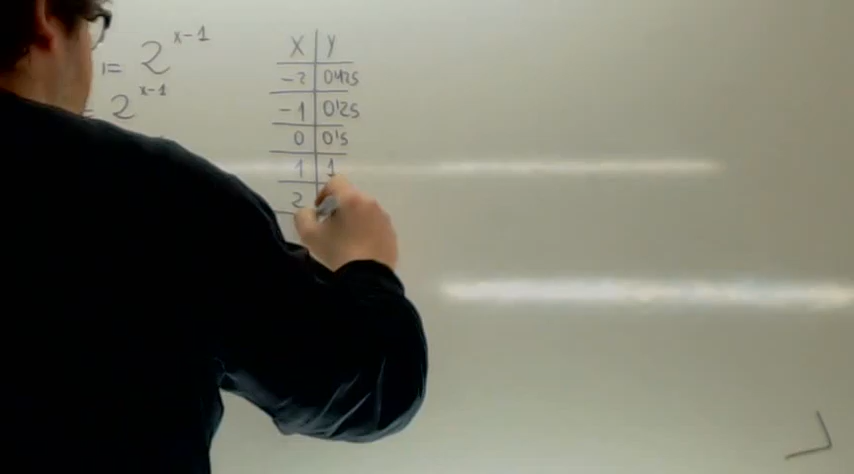 = 2^(x-1)
= 2^(x-1)
X | Y
-2 | 0'125
-1 | 0'25
0 | 0'5
1 | 1
2 |